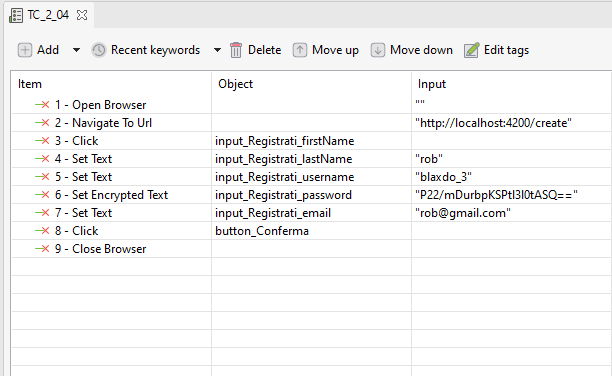 TC_2_04
Add Recent keywords Delete Move up Move down Edit tags
Item Object Input
1 - Open Browser ""
2 - Navigate To Url "http://localhost:4200/create"
3 - Click input_Registrati_firstName
4 - Set Text input_Registrati_lastName "rob"
5 - Set Text input_Registrati_username "blaxdo_3"
6 - Set Encrypted Text input_Registrati_password "P22/mDurbpKSPtI3l0tASQ=="
7 - Set Text input_Registrati_email "rob@gmail.com"
8 - Click button_Conferma
9 - Close Browser